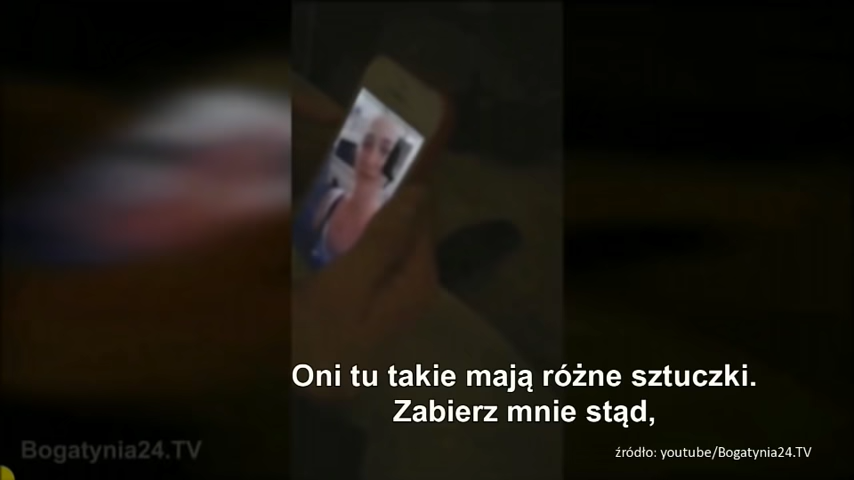 Oni tu takie mają różne sztuczki.
Zabierz mnie stąd,
Bogatynia24.TV
źródło: youtube/Bogatynia24.TV